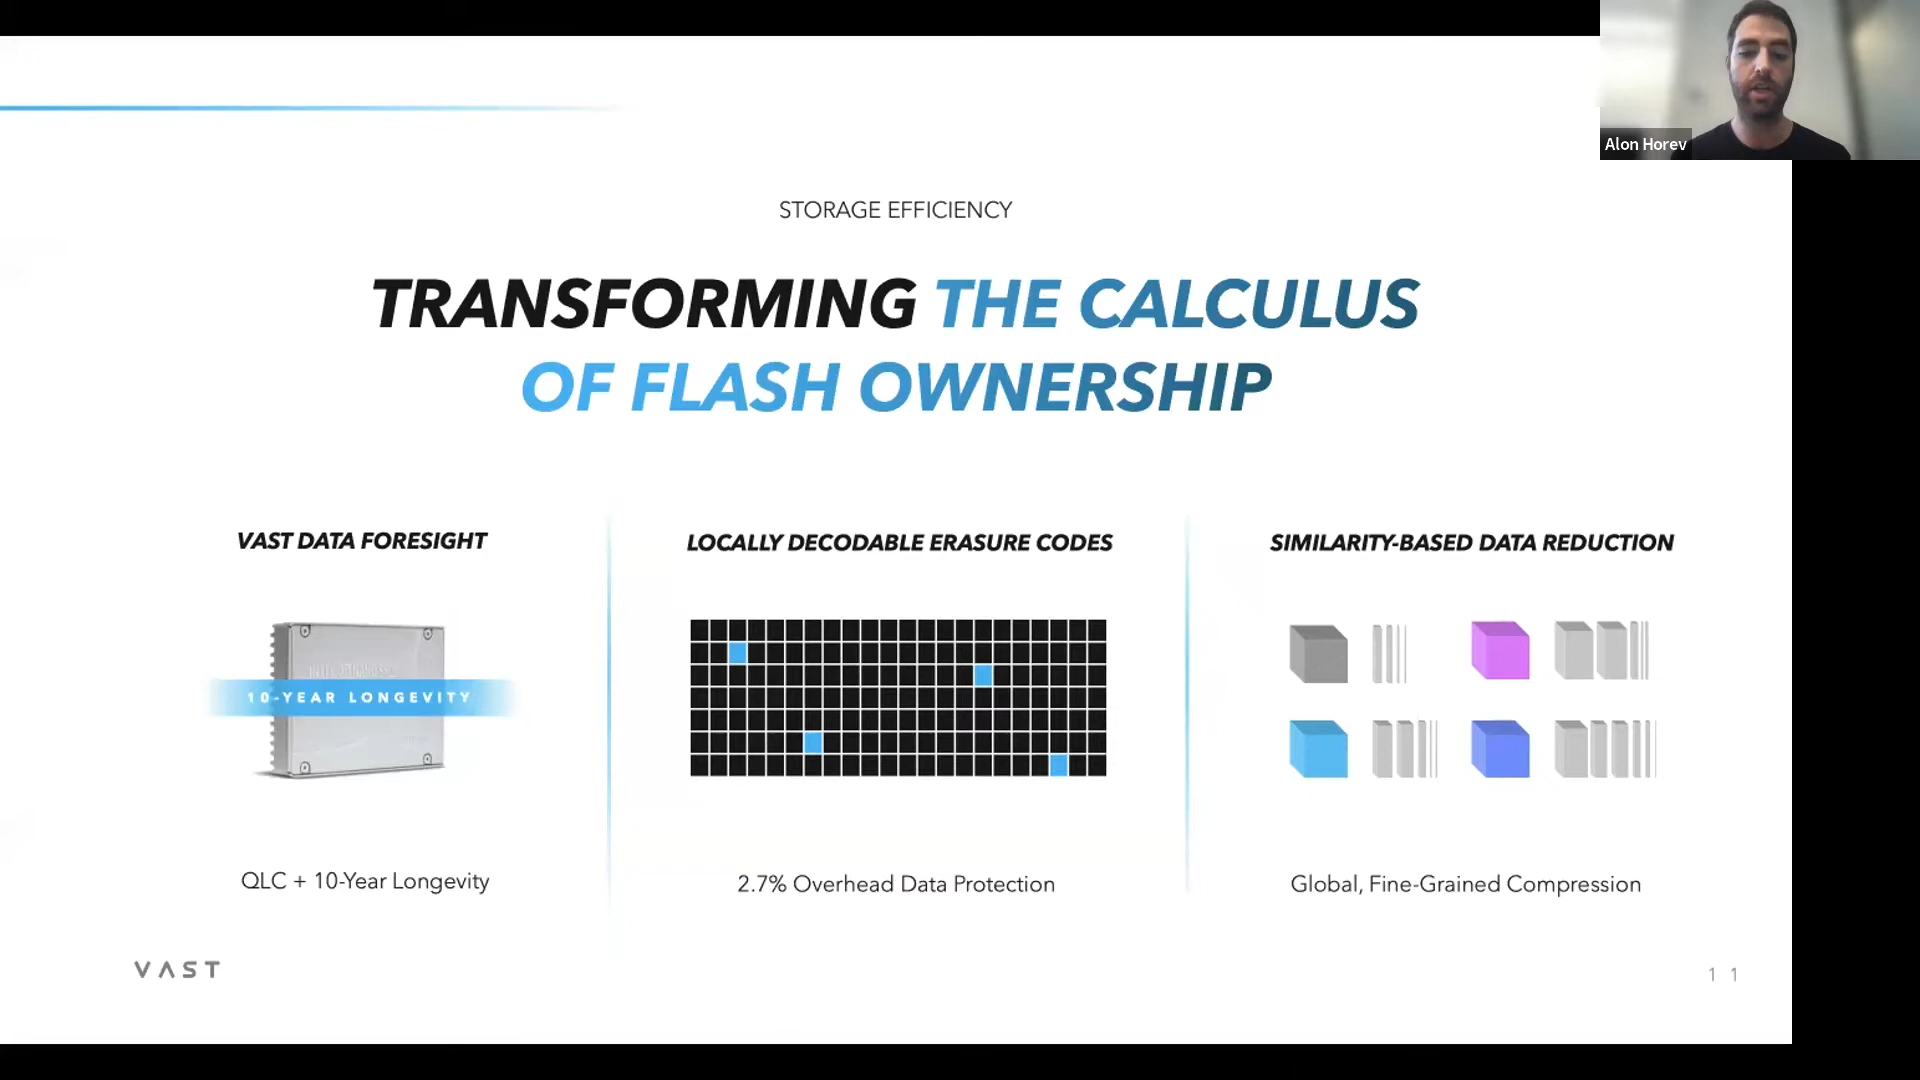 Alon Horev
STORAGE EFFICIENCY
TRANSFORMING THE CALCULUS
OF FLASH OWNERSHIP
VAST DATA FORESIGHT
LOCALLY DECODABLE ERASURE CODES
SIMILARITY-BASED DATA REDUCTION
10-YEAR LONGEVITY
QLC + 10-Year Longevity
2.7% Overhead Data Protection
Global, Fine-Grained Compression
VAST
11